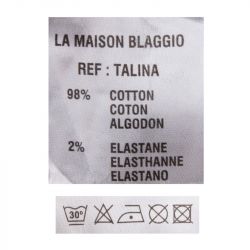 LA MAISON BLAGGIO
REF : TALINA
98% COTTON
COTON
ALGODON
2% ELASTANE
ELASTHANNE
ELASTANO
30°